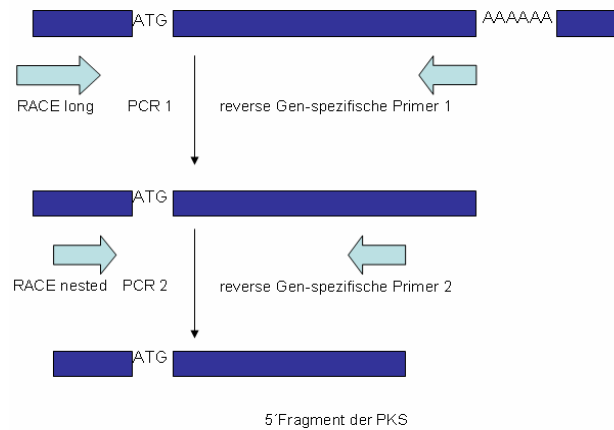 ATG AAAAAA
RACE long PCR 1 reverse Gen-spezifische Primer 1
ATG
RACE nested PCR 2 reverse Gen-spezifische Primer 2
ATG
5´Fragment der PKS